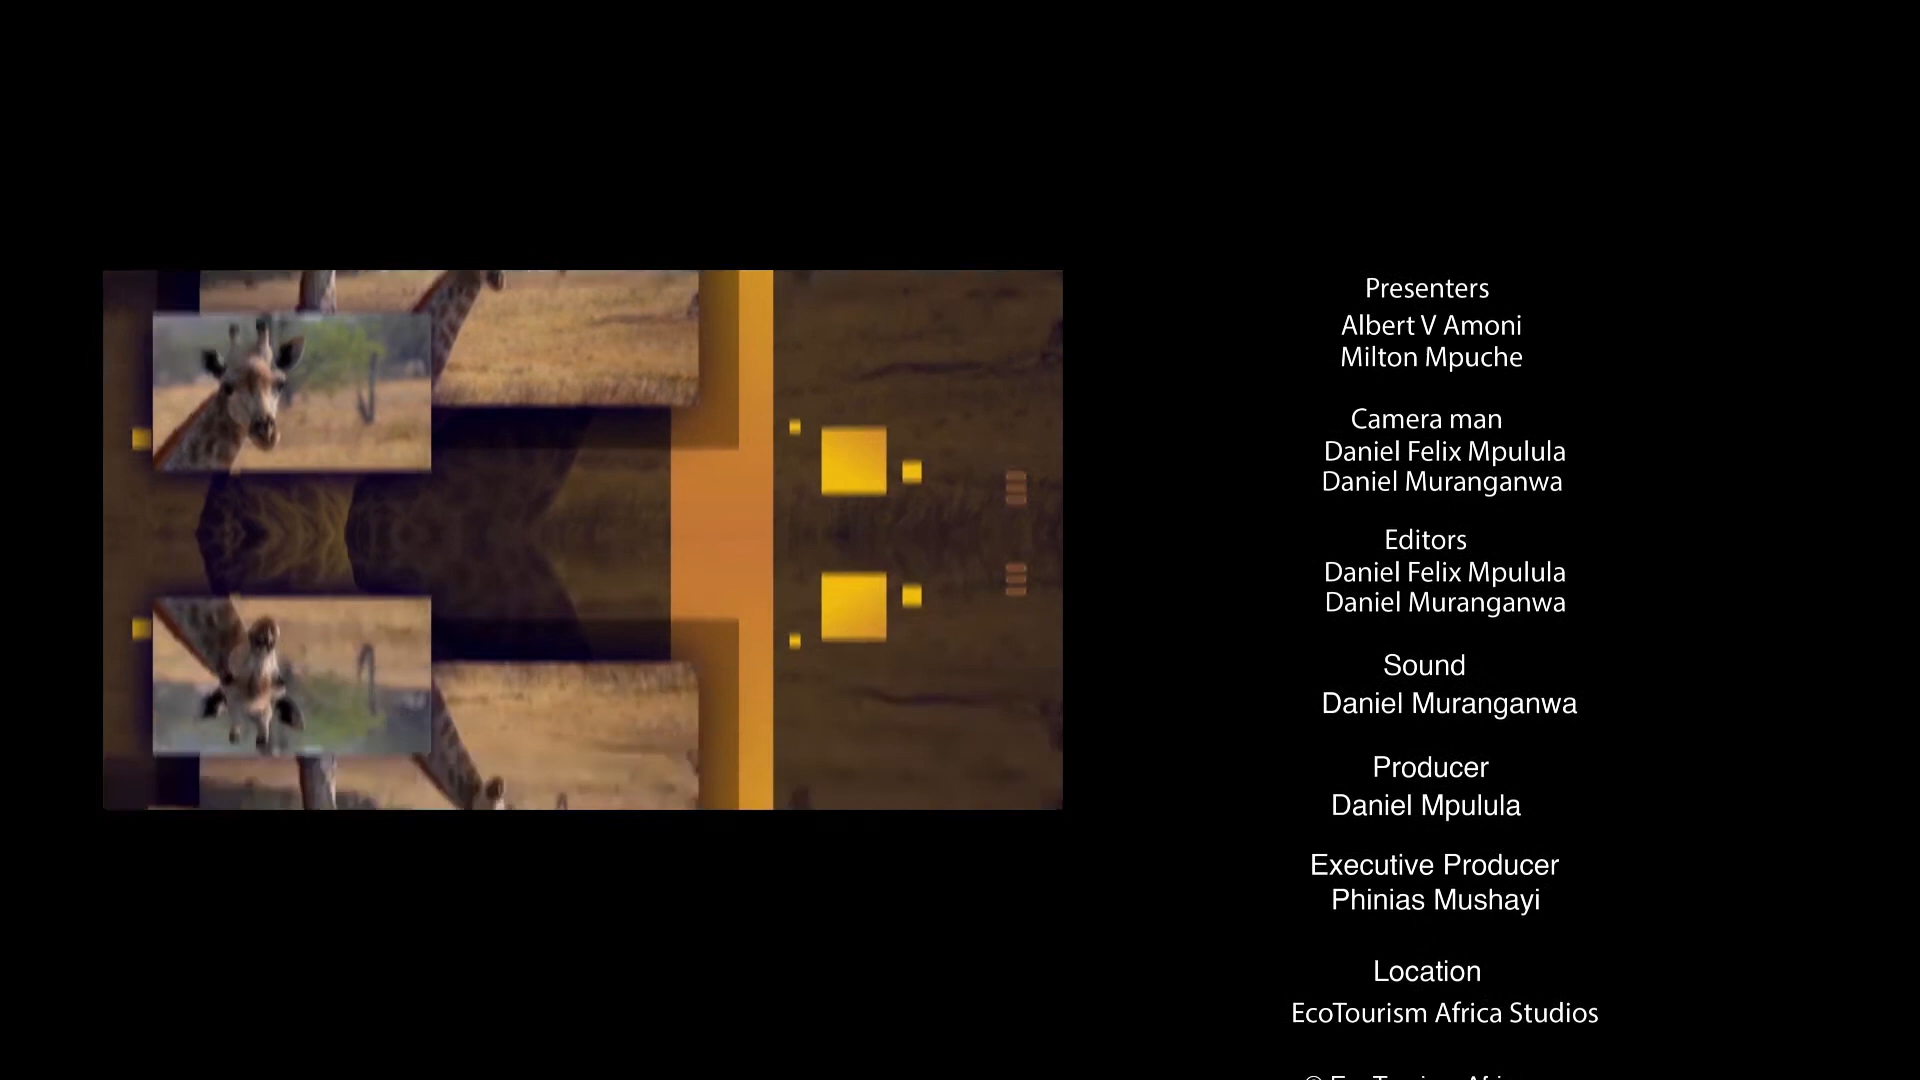 Presenters
Albert V Amoni
Milton Mpuche
Camera man
Daniel Felix Mpulula
Daniel Muranganwa
Editors
Daniel Felix Mpulula
Daniel Muranganwa
Sound
Daniel Muranganwa
Producer
Daniel Mpulula
Executive Producer
Phinias Mushayi
Location
EcoTourism Africa Studios